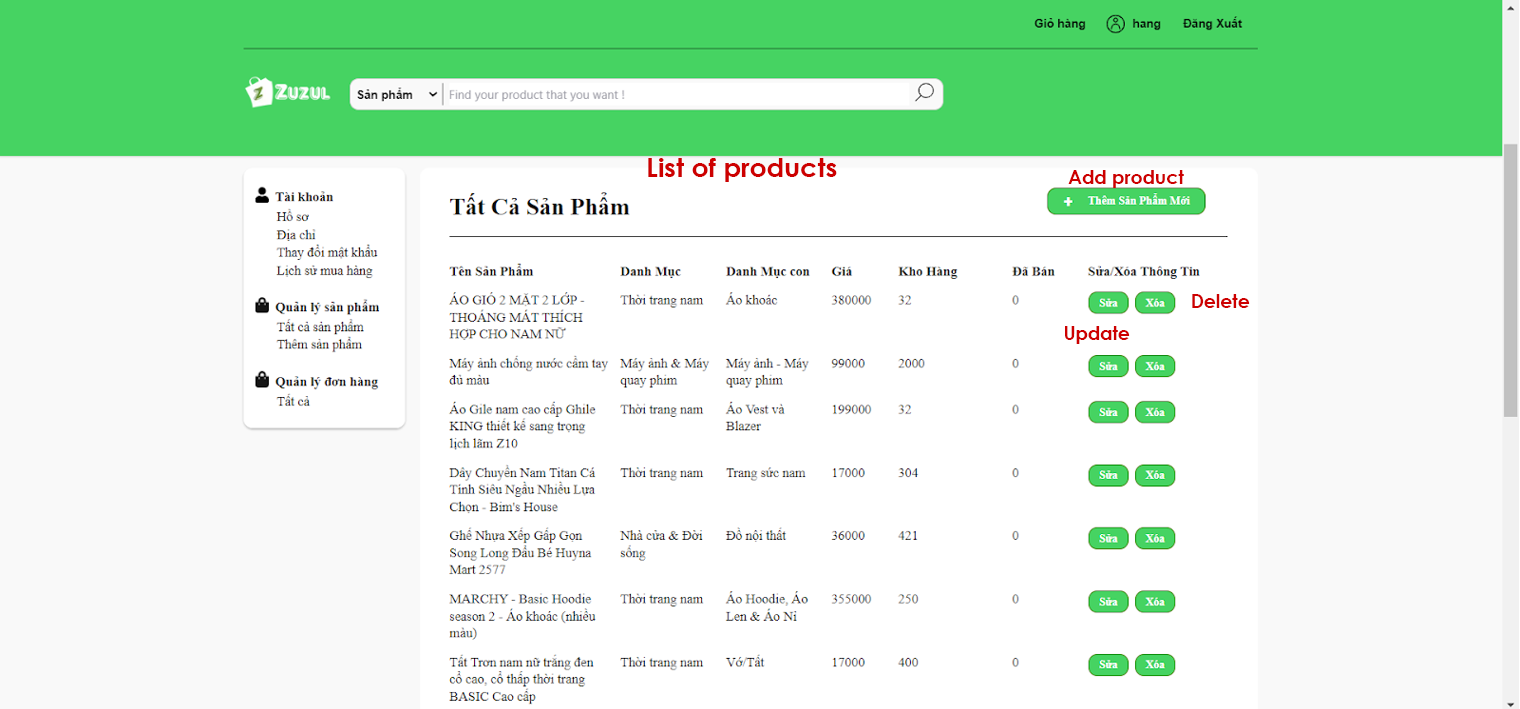 Giỏ hàng hang Đăng Xuất
ZUZUL Sản phẩm Find your product that you want !
List of products
Add product
Tất Cả Sản Phẩm
+ Thêm Sản Phẩm Mới
Tài khoản
Hồ sơ
Địa chỉ
Thay đổi mật khẩu
Lịch sử mua hàng
Quản lý sản phẩm
Tất cả sản phẩm
Thêm sản phẩm
Quản lý đơn hàng
Tất cả
Tên Sản Phẩm Danh Mục Danh Mục con Giá Kho Hàng Đã Bán Sửa/Xóa Thông Tin
ÁO GIÓ 2 MẶT 2 LỚP - Thời trang nam Áo khoác 380000 32 0 Sửa Xóa Delete
THOÁNG MÁT THÍCH
HỢP CHO NAM NỮ
Update
Máy ảnh chống nước cầm tay Máy ảnh & Máy Máy ảnh - Máy 99000 2000 0 Sửa Xóa
đủ màu quay phim quay phim
Áo Gile nam cao cấp Ghile Thời trang nam Áo Vest và 199000 32 0 Sửa Xóa
KING thiết kế sang trọng Blazer
lịch lãm Z10
Dây Chuyền Nam Titan Cá Thời trang nam Trang sức nam 17000 304 0 Sửa Xóa
Tính Siêu Ngầu Nhiều Lựa
Chọn - Bim's House
Ghế Nhựa Xếp Gấp Gọn Nhà cửa & Đời Đồ nội thất 36000 421 0 Sửa Xóa
Song Long Đấu Bé Huyna sống
Mart 2577
MARCHY - Basic Hoodie Thời trang nam Áo Hoodie, Áo 355000 250 0 Sửa Xóa
season 2 - Áo khoác (nhiều Len & Áo Nỉ
màu)
Tất Trơn nam nữ trắng đen Thời trang nam Vớ/Tất 17000 400 0 Sửa Xóa
cổ cao, cổ thấp thời trang
BASIC Cao cấp